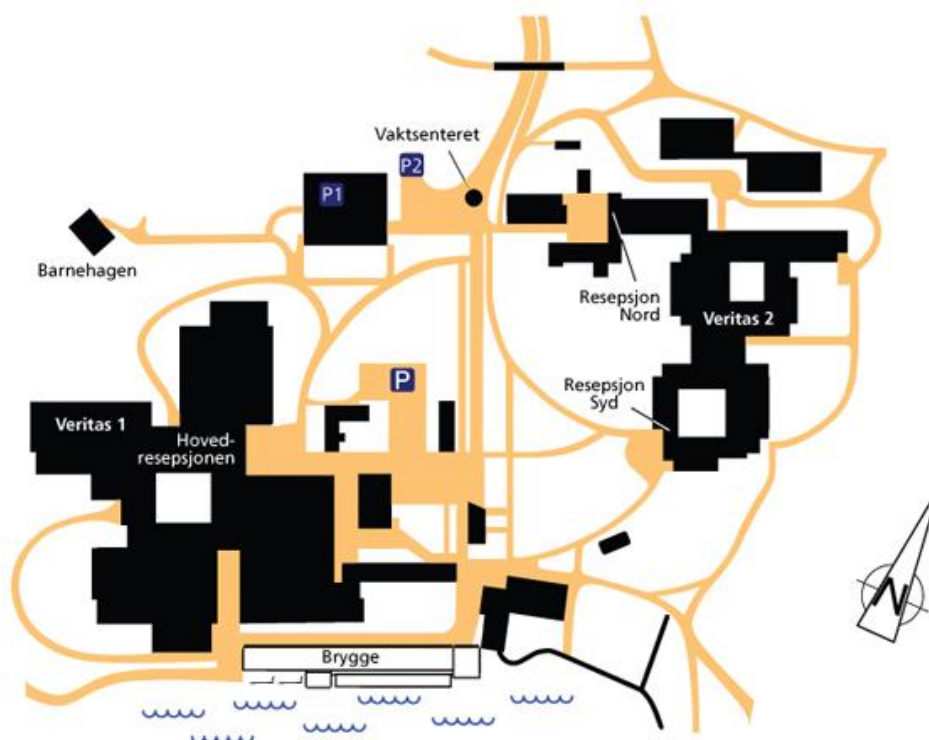 Vaktsenteret
P2
P1
Barnehagen
Resepsjon
Nord
Veritas 2
P
Resepsjon
Syd
Veritas 1
Hoved-
resepsjonen
N
Brygge